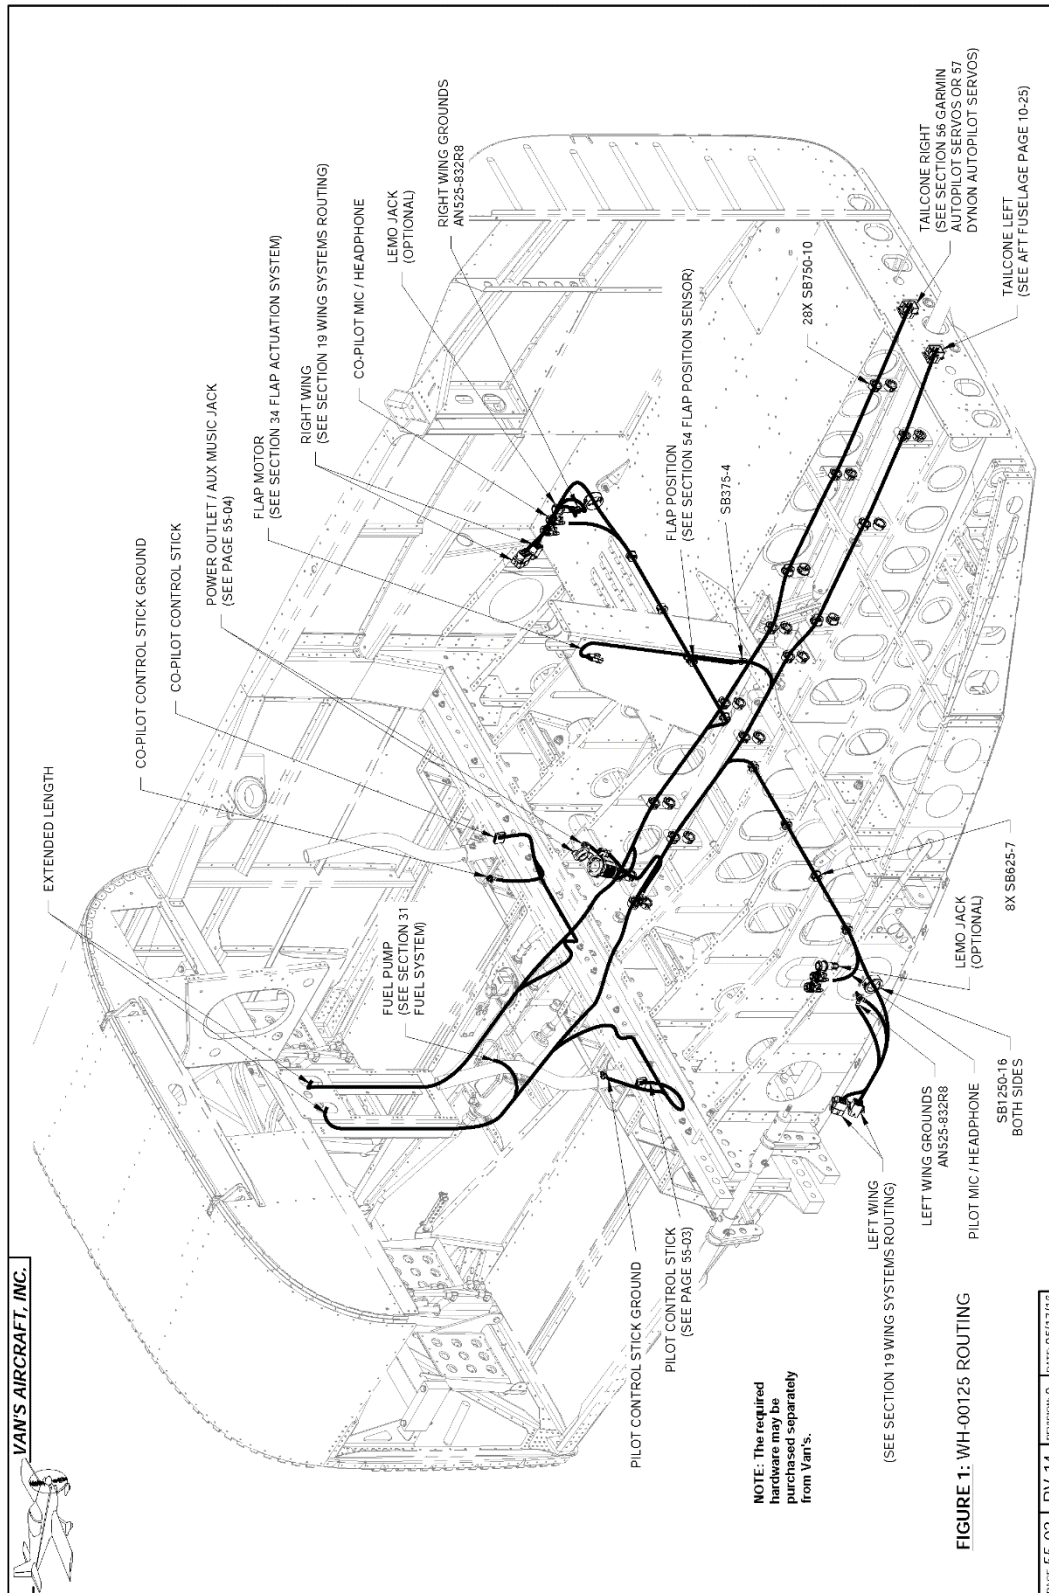 VAN'S AIRCRAFT, INC.
EXTENDED LENGTH
CO-PILOT CONTROL STICK GROUND
CO-PILOT CONTROL STICK
POWER OUTLET / AUX MUSIC JACK
(SEE PAGE 55-04)
FLAP MOTOR
(SEE SECTION 34 FLAP ACTUATION SYSTEM)
RIGHT WING
(SEE SECTION 19 WING SYSTEMS ROUTING)
CO-PILOT MIC / HEADPHONE
LEMO JACK
(OPTIONAL)
RIGHT WING GROUNDS
AN525-832R8
FUEL PUMP
(SEE SECTION 31
FUEL SYSTEM)
FLAP POSITION
(SEE SECTION 54 FLAP POSITION SENSOR)
SB375-4
28X SB750-10
TAILCONE RIGHT
(SEE SECTION 56 GARMIN
AUTOPILOT SERVOS OR 57
DYNON AUTOPILOT SERVOS)
TAILCONE LEFT
(SEE AFT FUSELAGE PAGE 10-25)
PILOT CONTROL STICK GROUND
PILOT CONTROL STICK
(SEE PAGE 55-03)
LEFT WING
(SEE SECTION 19 WING SYSTEMS ROUTING)
LEFT WING GROUNDS
AN525-832R8
PILOT MIC / HEADPHONE
SB1250-16
BOTH SIDES
LEMO JACK
(OPTIONAL)
8X SB625-7
NOTE: The required
hardware may be
purchased separately
from Van's.
FIGURE 1: WH-00125 ROUTING
PAGE 55-02 RV-14 REVISION: 0